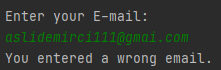 Enter your E-mail:
aslidemirci111@gmai.com
You entered a wrong email.